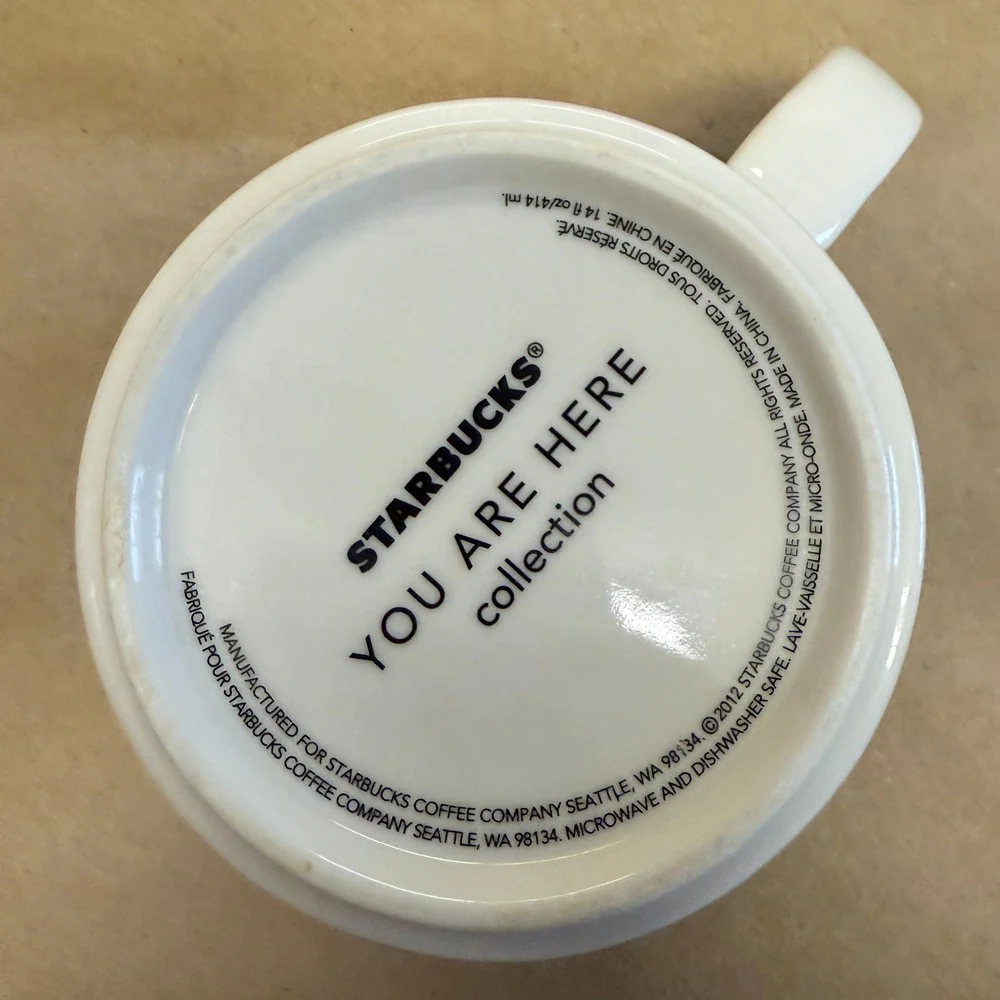 STARBUCKS®
YOU ARE HERE
collection
MANUFACTURED FOR STARBUCKS COFFEE COMPANY SEATTLE, WA 98134. ©2012 STARBUCKS COFFEE COMPANY ALL RIGHTS RESERVED. TOUS DROITS RÉSERVÉ.
FABRIQUÉ POUR STARBUCKS COFFEE COMPANY SEATTLE, WA 98134. MICROWAVE AND DISHWASHER SAFE. LAVE-VAISSELLE ET MICRO-ONDE. MADE IN CHINA. FABRIQUÉ EN CHINE. 14 fl oz/414 ml.